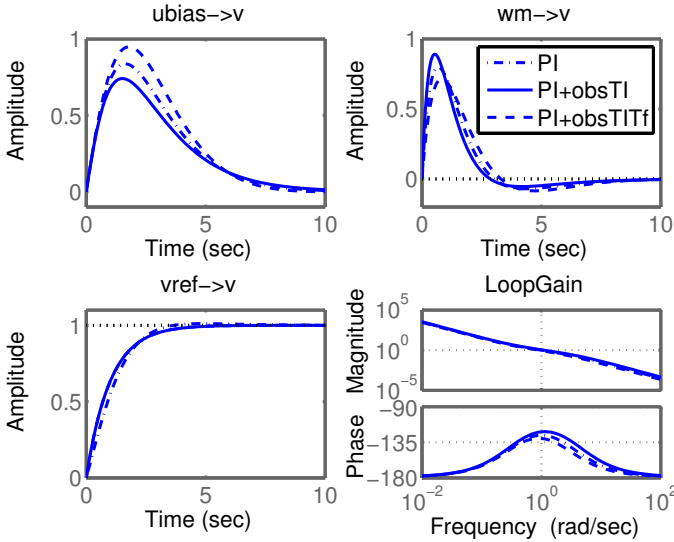 ubias−>v
wm−>v
Amplitude
1
0.5
0
0
5
10
Time (sec)
Amplitude
1
0.5
0
PI
PI+obsTI
PI+obsTITf
0
5
10
Time (sec)
vref−>v
LoopGain
Amplitude
1
0.5
0
0
5
10
Time (sec)
Magnitude
10^5
10^0
10^−5
Phase
−90
−135
−180
10^−2
10^0
10^2
Frequency (rad/sec)